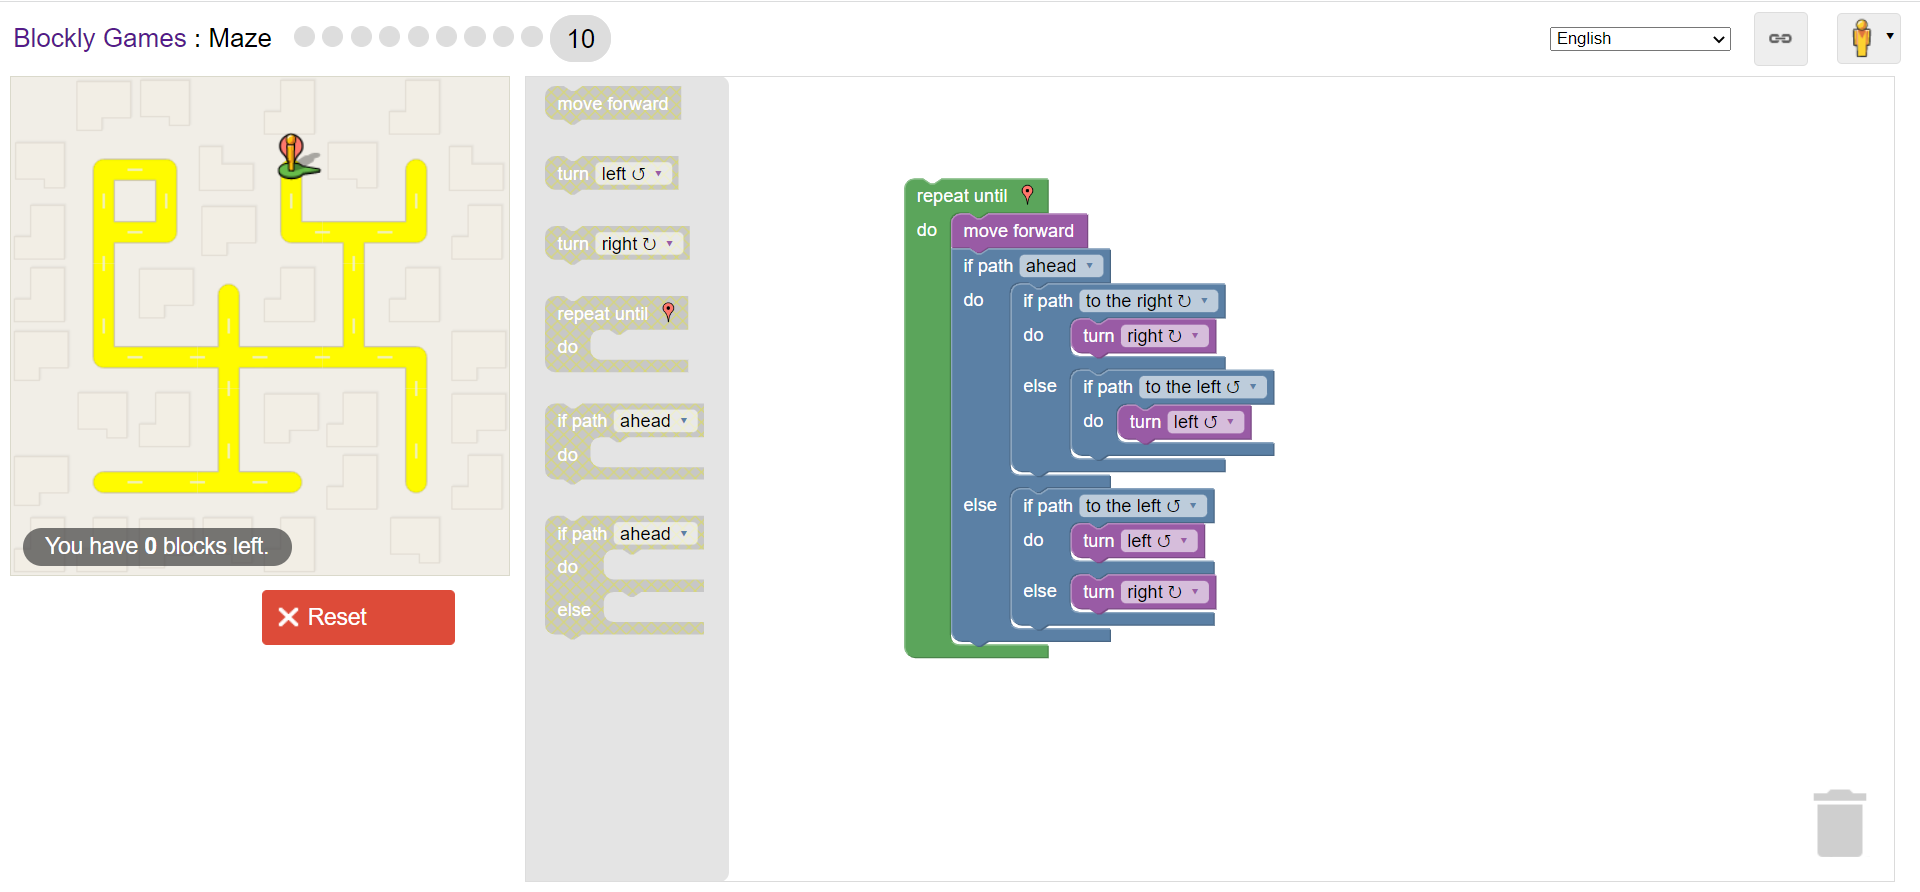 Blockly Games : Maze 10
English
You have 0 blocks left.
Reset
move forward
turn left ↺
turn right ↻
repeat until
do
if path ahead
do
if path ahead
do
else
repeat until
do move forward
if path ahead
do if path to the right ↻
do turn right ↻
else if path to the left ↺
do turn left ↺
else if path to the left ↺
do turn left ↺
else turn right ↻